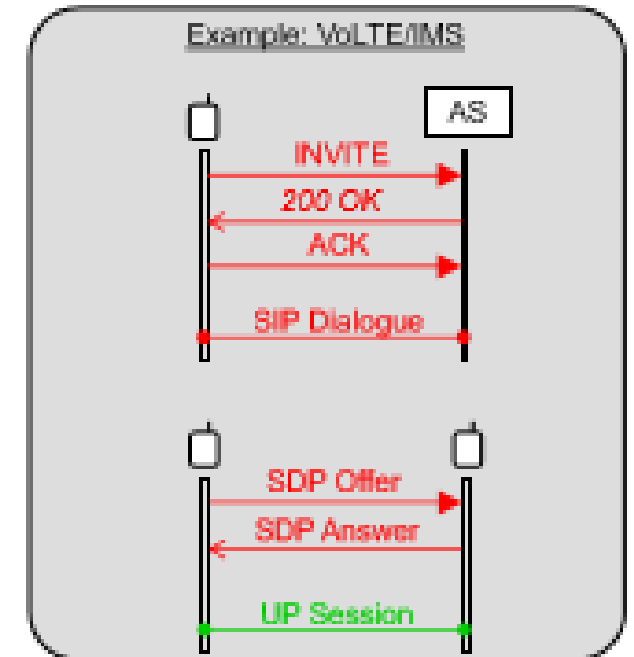 Example: VoLTE/IMS
AS
INVITE
200 OK
ACK
SIP Dialogue
SDP Offer
SDP Answer
UP Session